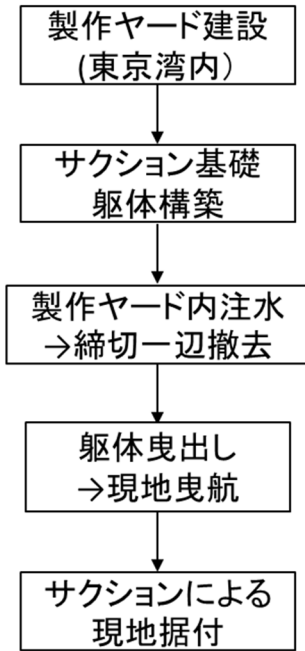 製作ヤード建設
(東京湾内）
サクション基礎
躯体構築
製作ヤード内注水
→締切一辺撤去
躯体曳出し
→現地曳航
サクションによる
現地据付